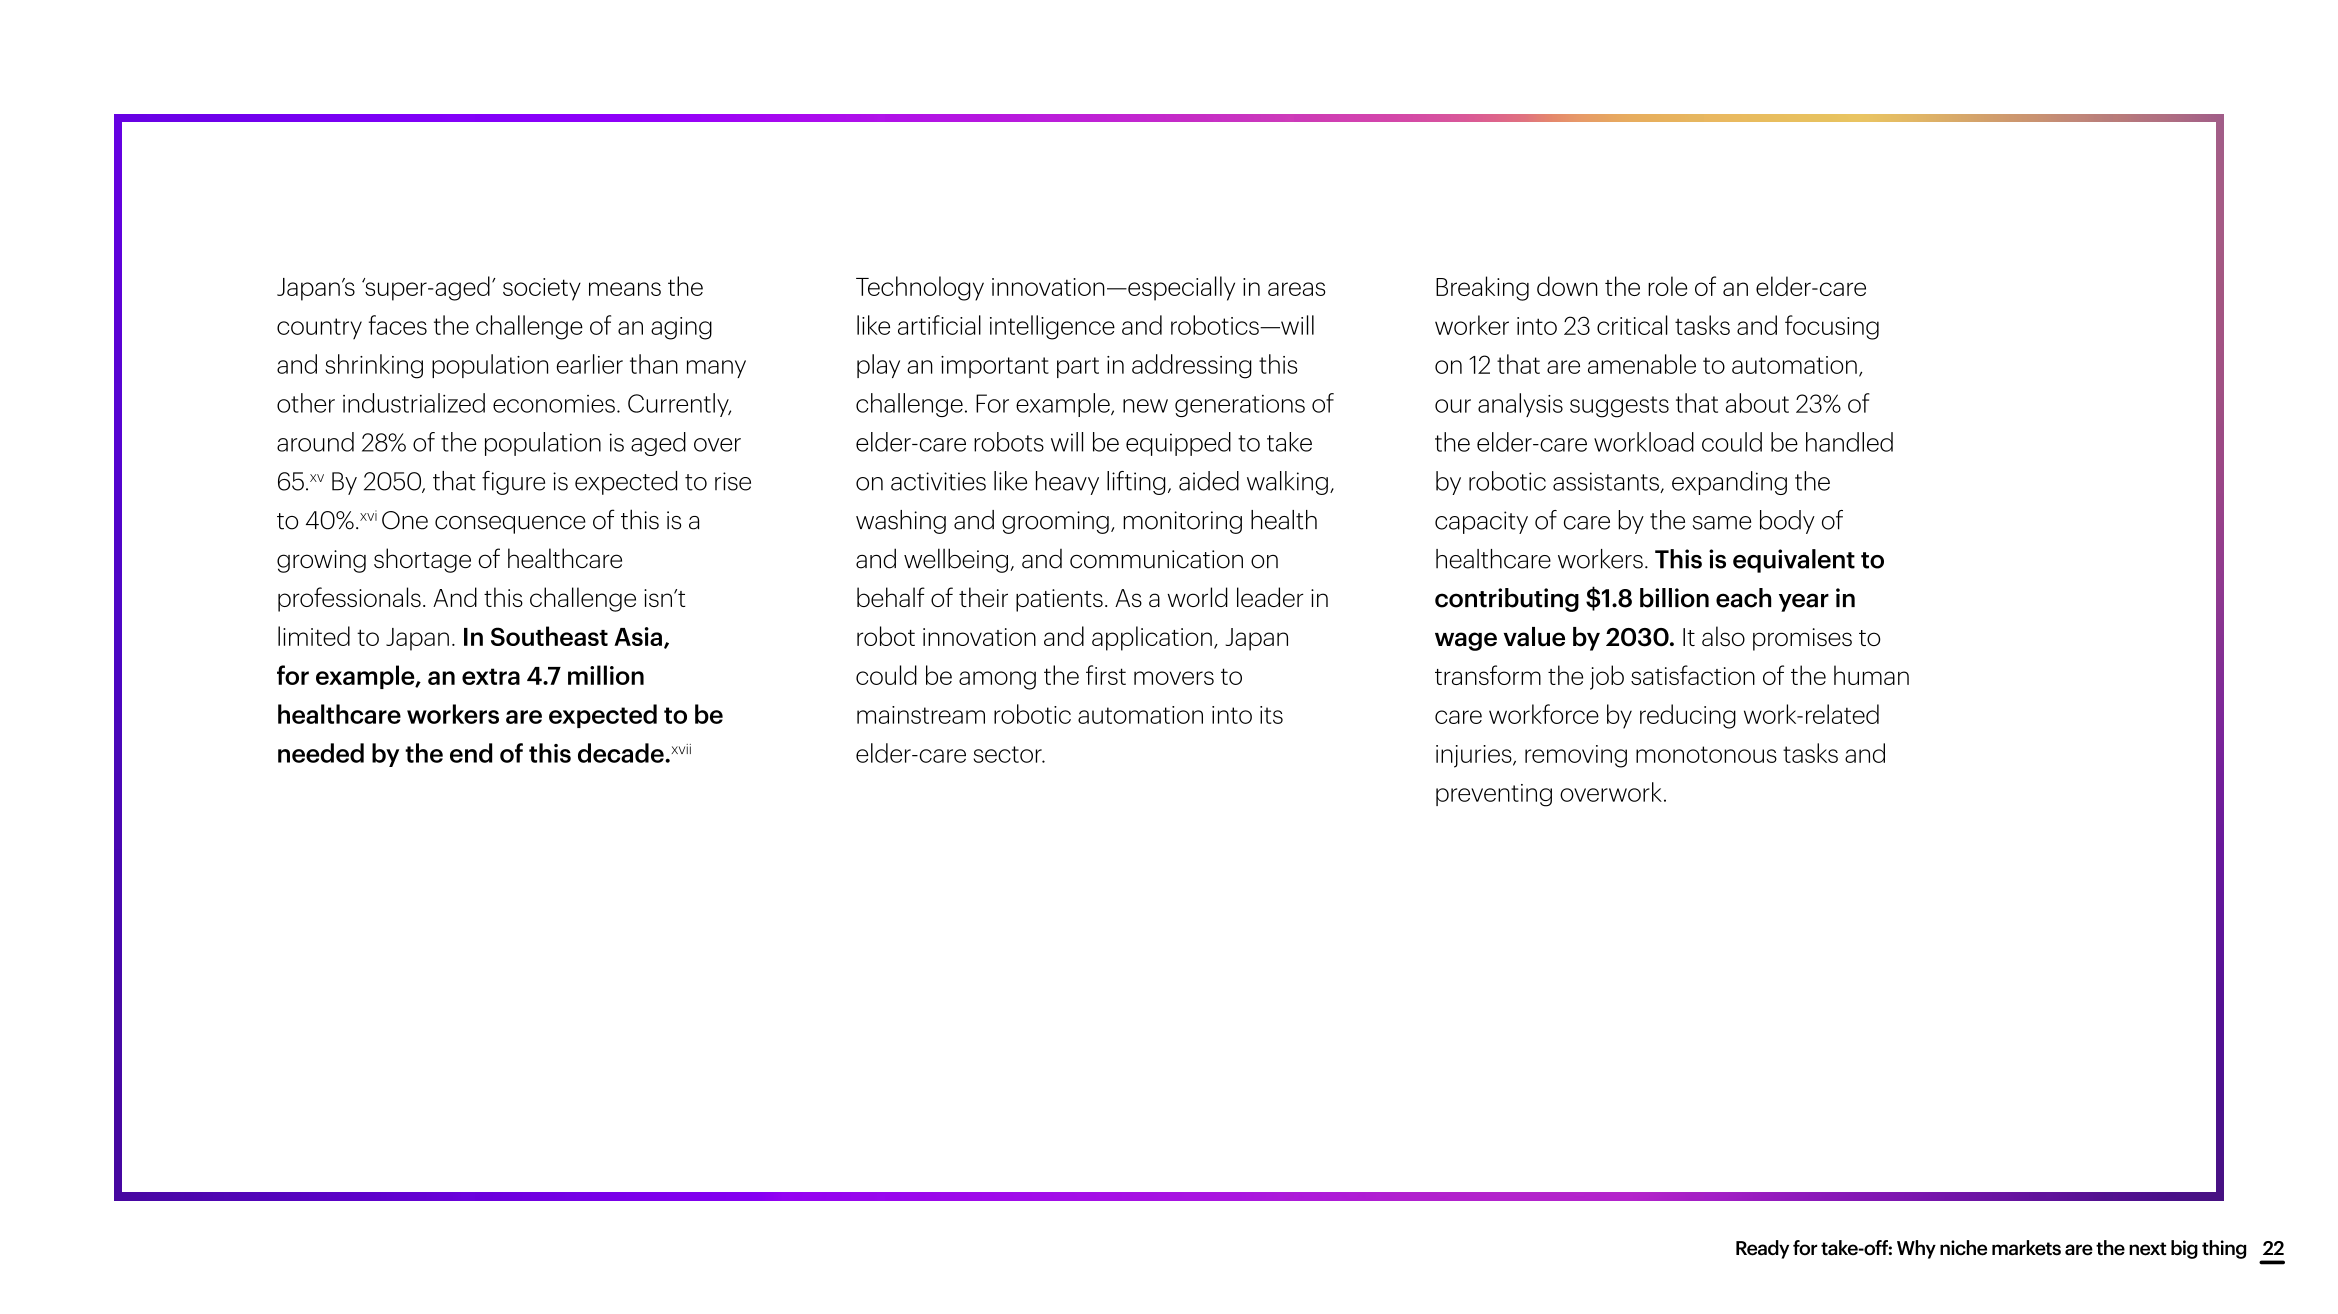 Japan’s ‘super-aged’ society means the
country faces the challenge of an aging
and shrinking population earlier than many
other industrialized economies. Currently,
around 28% of the population is aged over
65.xv By 2050, that figure is expected to rise
to 40%.xvi One consequence of this is a
growing shortage of healthcare
professionals. And this challenge isn’t
limited to Japan. In Southeast Asia,
for example, an extra 4.7 million
healthcare workers are expected to be
needed by the end of this decade.xvii
Technology innovation—especially in areas
like artificial intelligence and robotics—will
play an important part in addressing this
challenge. For example, new generations of
elder-care robots will be equipped to take
on activities like heavy lifting, aided walking,
washing and grooming, monitoring health
and wellbeing, and communication on
behalf of their patients. As a world leader in
robot innovation and application, Japan
could be among the first movers to
mainstream robotic automation into its
elder-care sector.
Breaking down the role of an elder-care
worker into 23 critical tasks and focusing
on 12 that are amenable to automation,
our analysis suggests that about 23% of
the elder-care workload could be handled
by robotic assistants, expanding the
capacity of care by the same body of
healthcare workers. This is equivalent to
contributing $1.8 billion each year in
wage value by 2030. It also promises to
transform the job satisfaction of the human
care workforce by reducing work-related
injuries, removing monotonous tasks and
preventing overwork.
Ready for take-off: Why niche markets are the next big thing 22